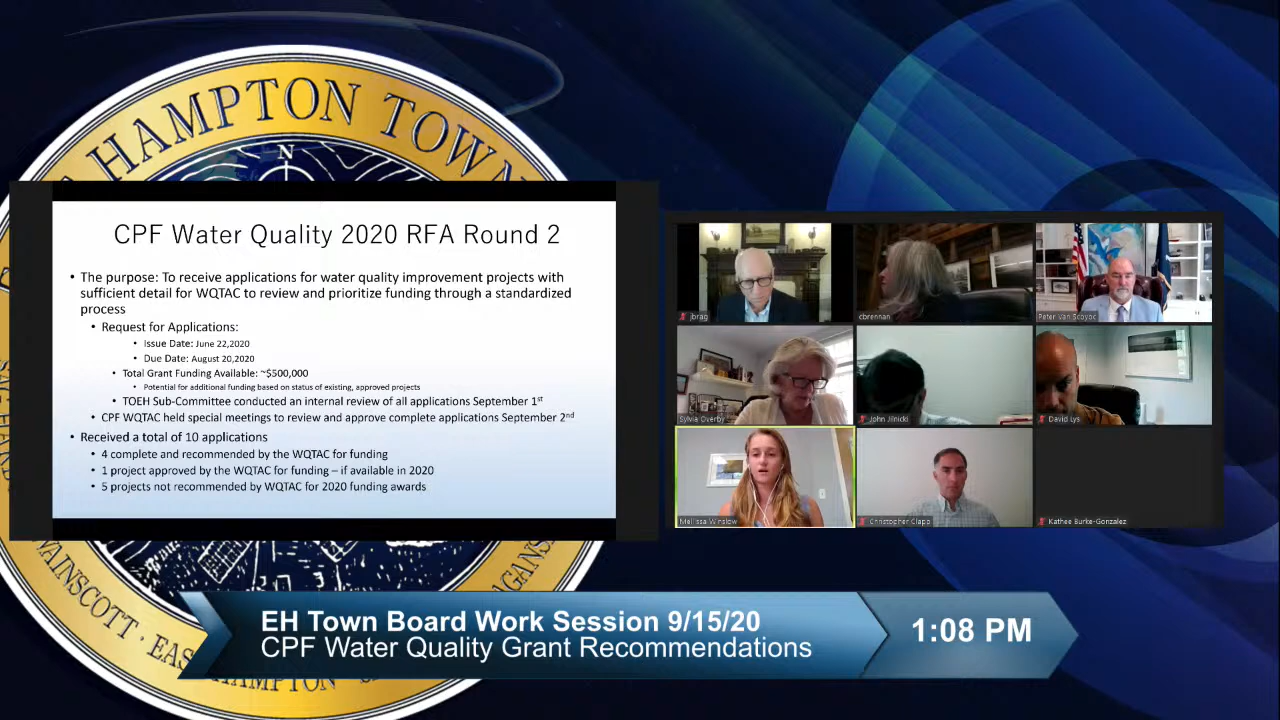 HAMPTON TOWN
N
CPF Water Quality 2020 RFA Round 2
• The purpose: To receive applications for water quality improvement projects with
sufficient detail for WQTAC to review and prioritize funding through a standardized
process
• Request for Applications:
• Issue Date: June 22,2020
• Due Date: August 20,2020
• Total Grant Funding Available: ~$500,000
• Potential for additional funding based on status of existing, approved projects
• TOEH Sub-Committee conducted an internal review of all applications September 1st
• CPF WQTAC held special meetings to review and approve complete applications September 2nd
• Received a total of 10 applications
• 4 complete and recommended by the WQTAC for funding
• 1 project approved by the WQTAC for funding – if available in 2020
• 5 projects not recommended by WQTAC for 2020 funding awards
jbrag
cbrennan
Peter Van Scoyoc
Sylvia Overby
John Jilnicki
David Lys
Melissa Winslow
Christopher Clapp
Kathee Burke-Gonzalez
WAINSCOTT · EAS
HAMPTON
EH Town Board Work Session 9/15/20
CPF Water Quality Grant Recommendations
1:08 PM